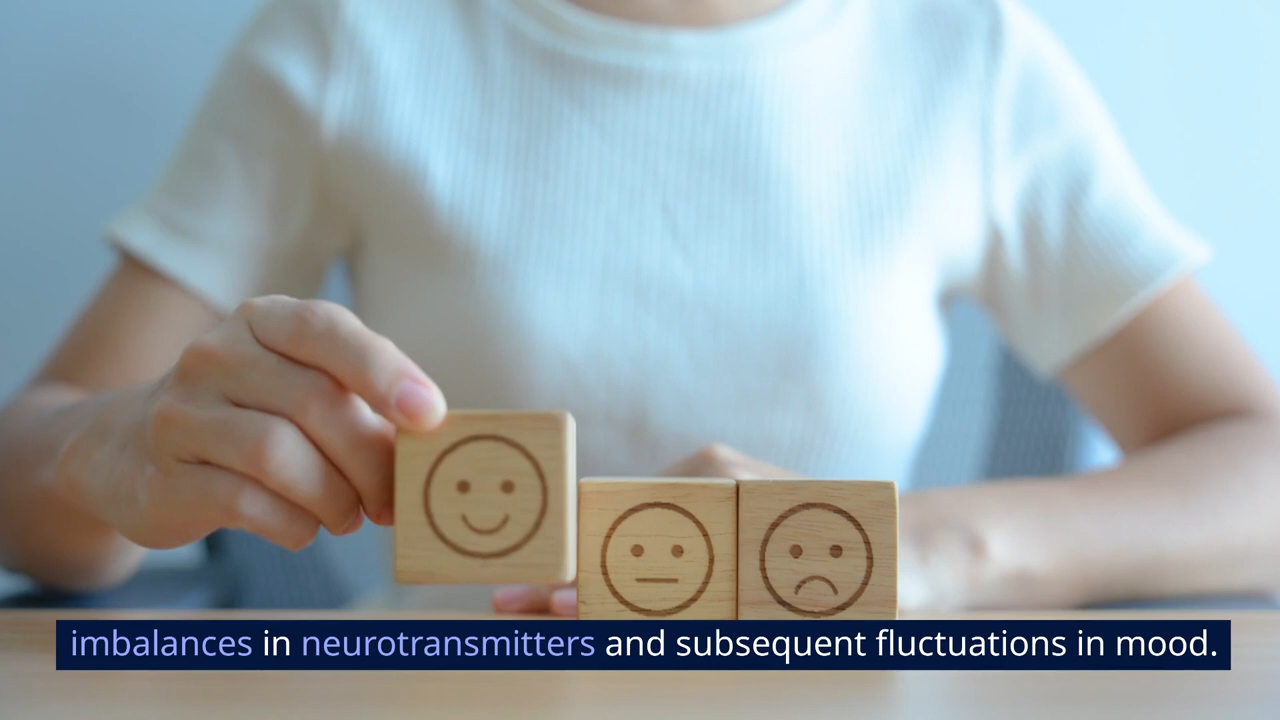 imbalances in neurotransmitters and subsequent fluctuations in mood.